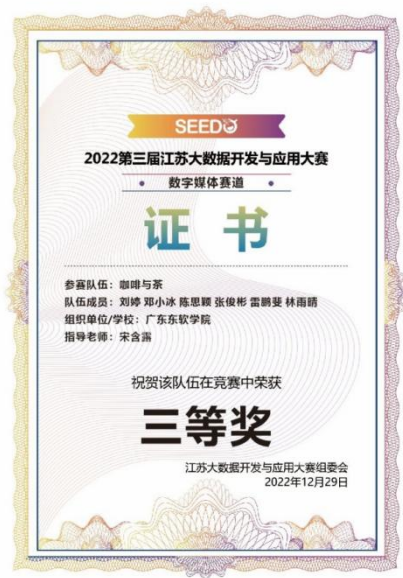 SEEDO
2022第三届江苏大数据开发与应用大赛
• 数字媒体赛道 •
证书
参赛队伍：咖啡与茶
队伍成员：刘婷 邓小冰 陈思颖 张俊彬 雷鹏斐 林雨晴
组织单位/学校：广东东软学院
指导老师：宋含露
祝贺该队伍在竞赛中荣获
三等奖
江苏大数据开发与应用大赛组委会
2022年12月29日